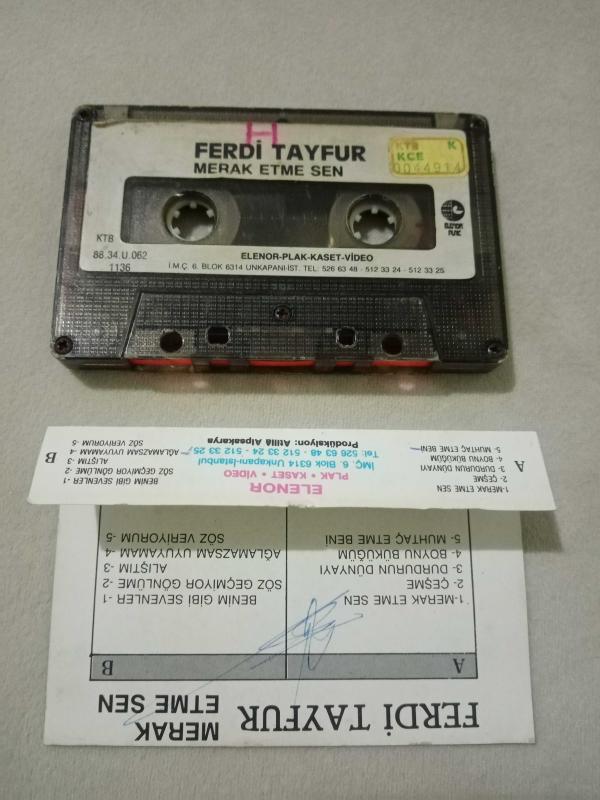 H
FERDİ TAYFUR
MERAK ETME SEN
KTB K
KCE
0044914
ELENOR
PLAK
KTB
88.34.U.062
1136
ELENOR-PLAK-KASET-VİDEO
İ.M.Ç. 6. BLOK 6314 UNKAPANI-İST. TEL: 526 63 48 - 512 33 24 - 512 33 25
A
1-MERAK ETME SEN
2- ÇEŞME
3- DURDURUN DÜNYAYI
4- BOYNU BÜKÜĞÜM
5- MUHTAÇ ETME BENİ
ELENOR
PLAK • KASET • VİDEO
İMÇ. 6. Blok 6314 Unkapanı-İstanbul
Tel: 526 63 48 - 512 33 24 - 512 33 25
Prodüksiyon: Atillâ Alpsakarya
B
BENİM GİBİ SEVENLER -1
SÖZ GEÇMİYOR GÖNLÜME -2
ALIŞTIM -3
AĞLAMAZSAM UYUYAMAM -4
SÖZ VERİYORUM -5
FERDİ TAYFUR
MERAK
ETME SEN
A
1-MERAK ETME SEN
2- ÇEŞME
3- DURDURUN DÜNYAYI
4- BOYNU BÜKÜĞÜM
5- MUHTAÇ ETME BENİ
B
BENİM GİBİ SEVENLER -1
SÖZ GEÇMİYOR GÖNLÜME -2
ALIŞTIM -3
AĞLAMAZSAM UYUYAMAM -4
SÖZ VERİYORUM -5